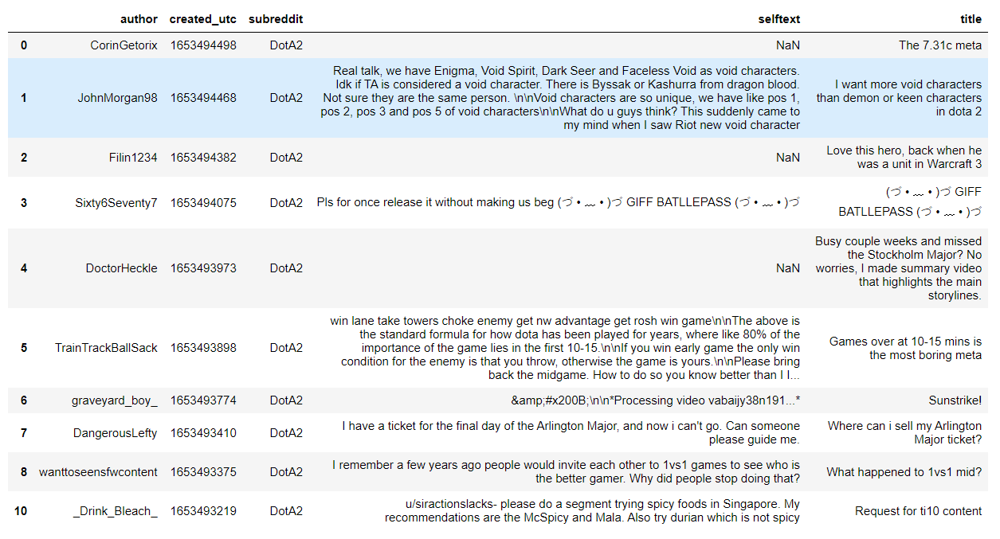 author created_utc subreddit selftext title
0 CorinGetorix 1653494498 DotA2 NaN The 7.31c meta
1 JohnMorgan98 1653494468 DotA2
Real talk, we have Enigma, Void Spirit, Dark Seer and Faceless Void as void characters.
Idk if TA is considered a void character. There is Byssak or Kashurra from dragon blood.
Not sure they are the same person. \n\nVoid characters are so unique, we have like pos 1,
pos 2, pos 3 and pos 5 of void characters\n\nWhat do u guys think? This suddenly came to
my mind when I saw Riot new void character
I want more void characters
than demon or keen characters
in dota 2
2 Filin1234 1653494382 DotA2 NaN
Love this hero, back when he
was a unit in Warcraft 3
3 Sixty6Seventy7 1653494075 DotA2 Pls for once release it without making us beg (づ • ﹏ • )づ GIFF BATLLEPASS (づ • ﹏ • )づ
(づ • ﹏ • )づ GIFF
BATLLEPASS (づ • ﹏ • )づ
4 DoctorHeckle 1653493973 DotA2 NaN
Busy couple weeks and missed
the Stockholm Major? No
worries, I made summary video
that highlights the main
storylines.
5 TrainTrackBallSack 1653493898 DotA2
win lane take towers choke enemy get nw advantage get rosh win game\n\nThe above is
the standard formula for how dota has been played for years, where like 80% of the
importance of the game lies in the first 10-15.\n\nIf you win early game the only win
condition for the enemy is that you throw, otherwise the game is yours.\n\nPlease bring
back the midgame. How to do so you know better than I I...
Games over at 10-15 mins is
the most boring meta
6 graveyard_boy_ 1653493774 DotA2 &amp;#x200B;\n\n*Processing video vabaijy38n191...* Sunstrike!
7 DangerousLefty 1653493410 DotA2
I have a ticket for the final day of the Arlington Major, and now i can't go. Can someone
please guide me.
Where can i sell my Arlington
Major ticket?
8 wanttoseensfwcontent 1653493375 DotA2
I remember a few years ago people would invite each other to 1vs1 games to see who is
the better gamer. Why did people stop doing that?
What happened to 1vs1 mid?
10 _Drink_Bleach_ 1653493219 DotA2
u/siractionslacks- please do a segment trying spicy foods in Singapore. My
recommendations are the McSpicy and Mala. Also try durian which is not spicy
Request for ti10 content